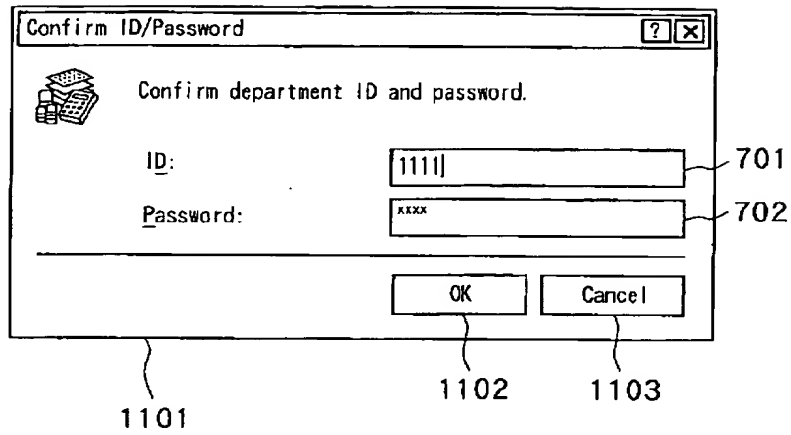 Confirm ID/Password ?
Confirm department ID and password.
ID: 1111 701
Password: xxxx 702
OK Cancel
1102 1103
1101